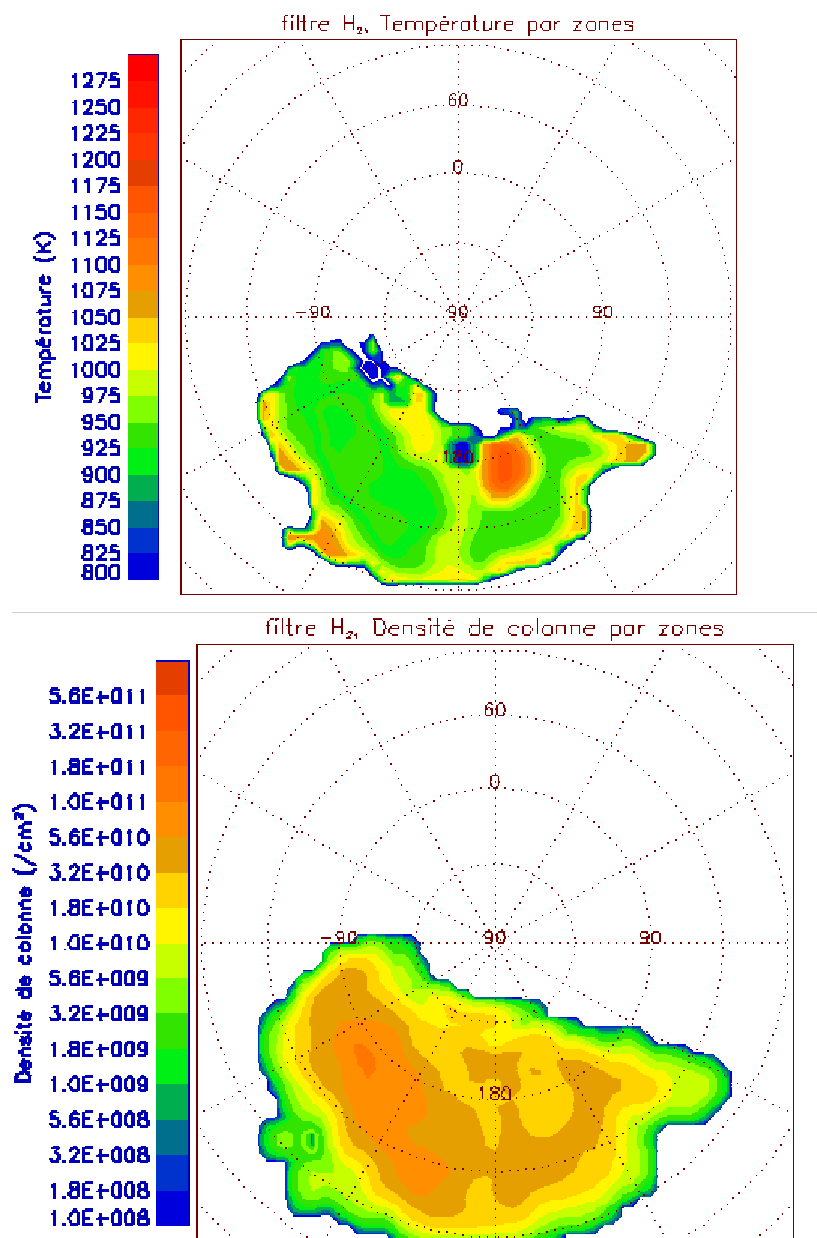 filtre H₂, Température par zones
Température (K)
1275
1250
1225
1200
1175
1150
1125
1100
1075
1050
1025
1000
975
950
925
900
875
850
825
800
60
0
-90
90
90
180
filtre H₂, Densité de colonne par zones
Densité de colonne (/cm²)
5.6E+011
3.2E+011
1.8E+011
1.0E+011
5.6E+010
3.2E+010
1.8E+010
1.0E+010
5.6E+009
3.2E+009
1.8E+009
1.0E+009
5.6E+008
3.2E+008
1.8E+008
1.0E+008
60
0
-90
90
90
180